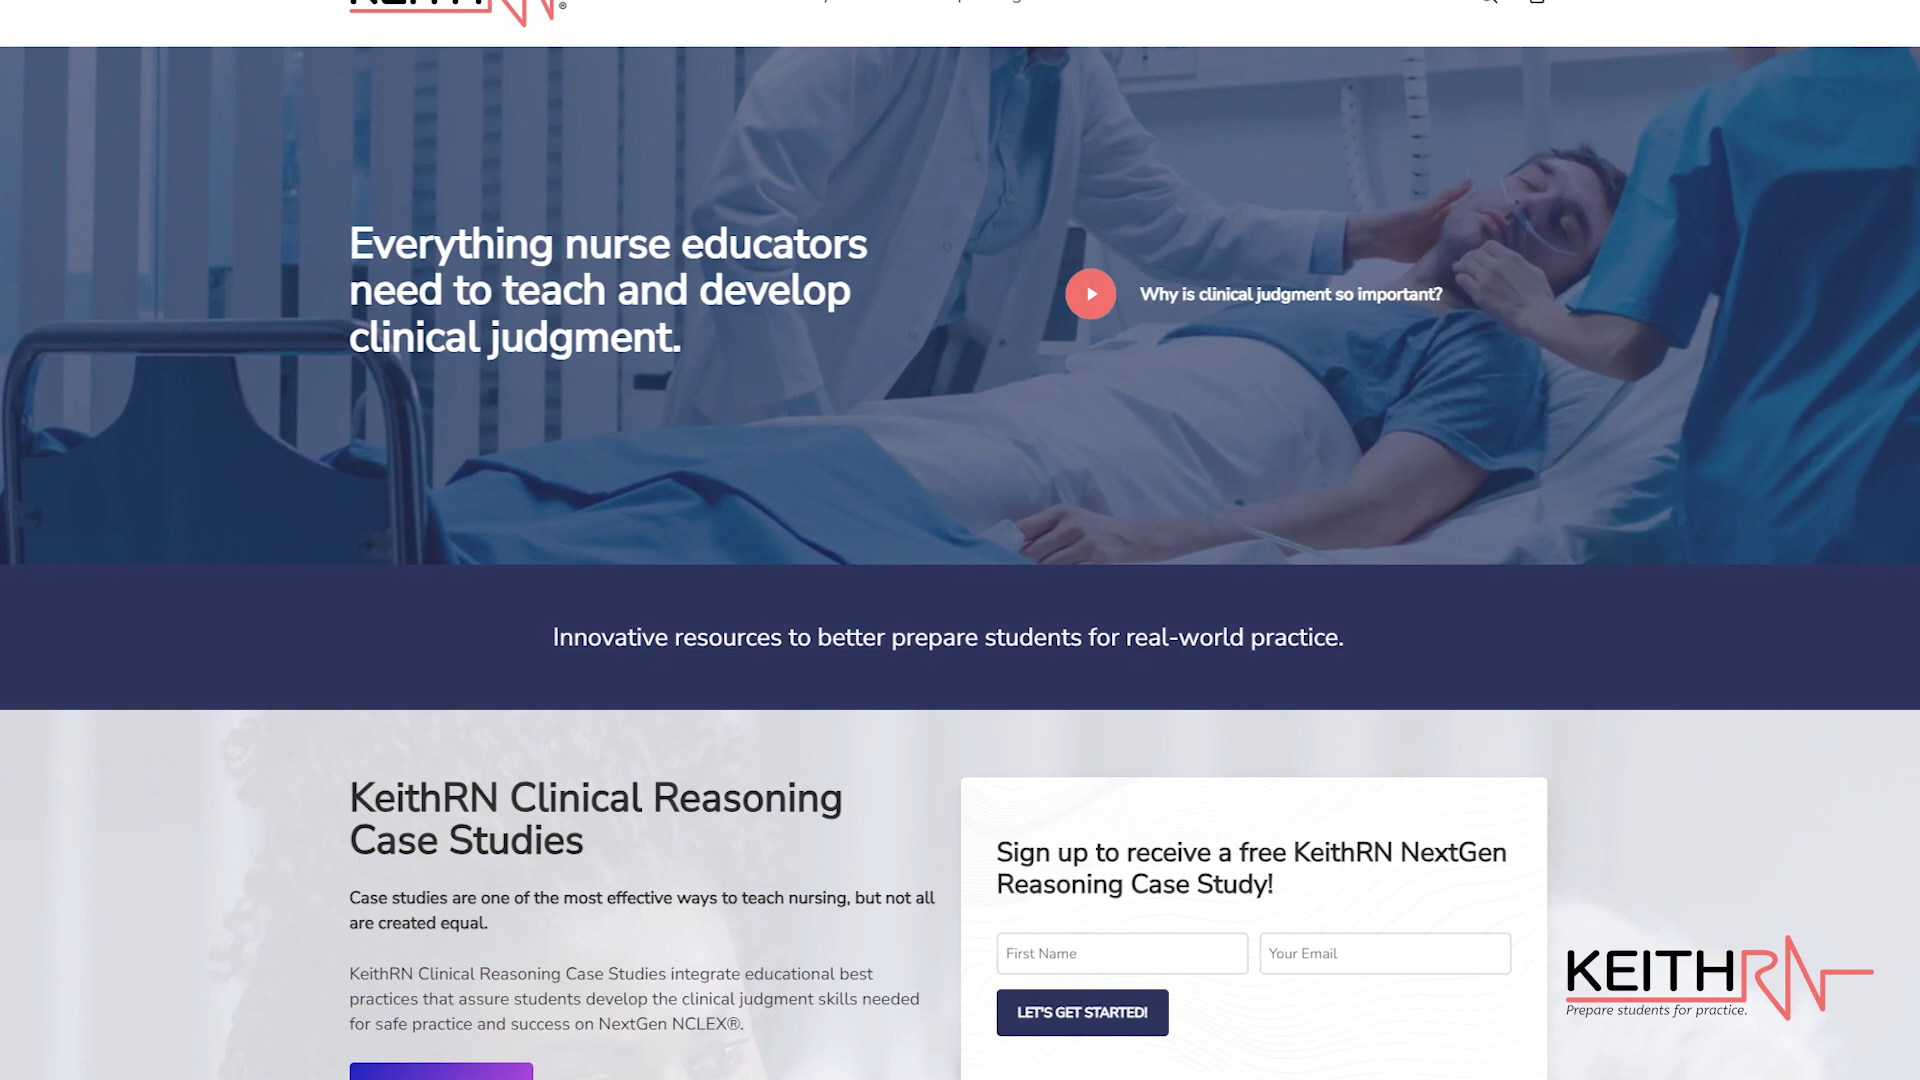 KEITHRN®
Everything nurse educators
need to teach and develop
clinical judgment.
Why is clinical judgment so important?
Innovative resources to better prepare students for real-world practice.
KeithRN Clinical Reasoning
Case Studies
Case studies are one of the most effective ways to teach nursing, but not all
are created equal.
KeithRN Clinical Reasoning Case Studies integrate educational best
practices that assure students develop the clinical judgment skills needed
for safe practice and success on NextGen NCLEX®.
Sign up to receive a free KeithRN NextGen
Reasoning Case Study!
First Name
Your Email
LET'S GET STARTED!
KEITHRN
Prepare students for practice.